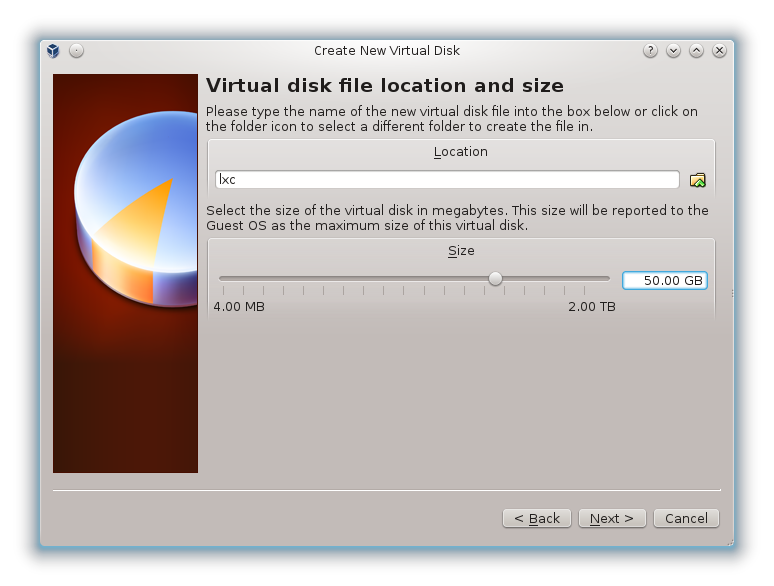 Create New Virtual Disk
Virtual disk file location and size
Please type the name of the new virtual disk file into the box below or click on
the folder icon to select a different folder to create the file in.
Location
lxc
Select the size of the virtual disk in megabytes. This size will be reported to the
Guest OS as the maximum size of this virtual disk.
Size
50.00 GB
4.00 MB 2.00 TB
< Back Next > Cancel